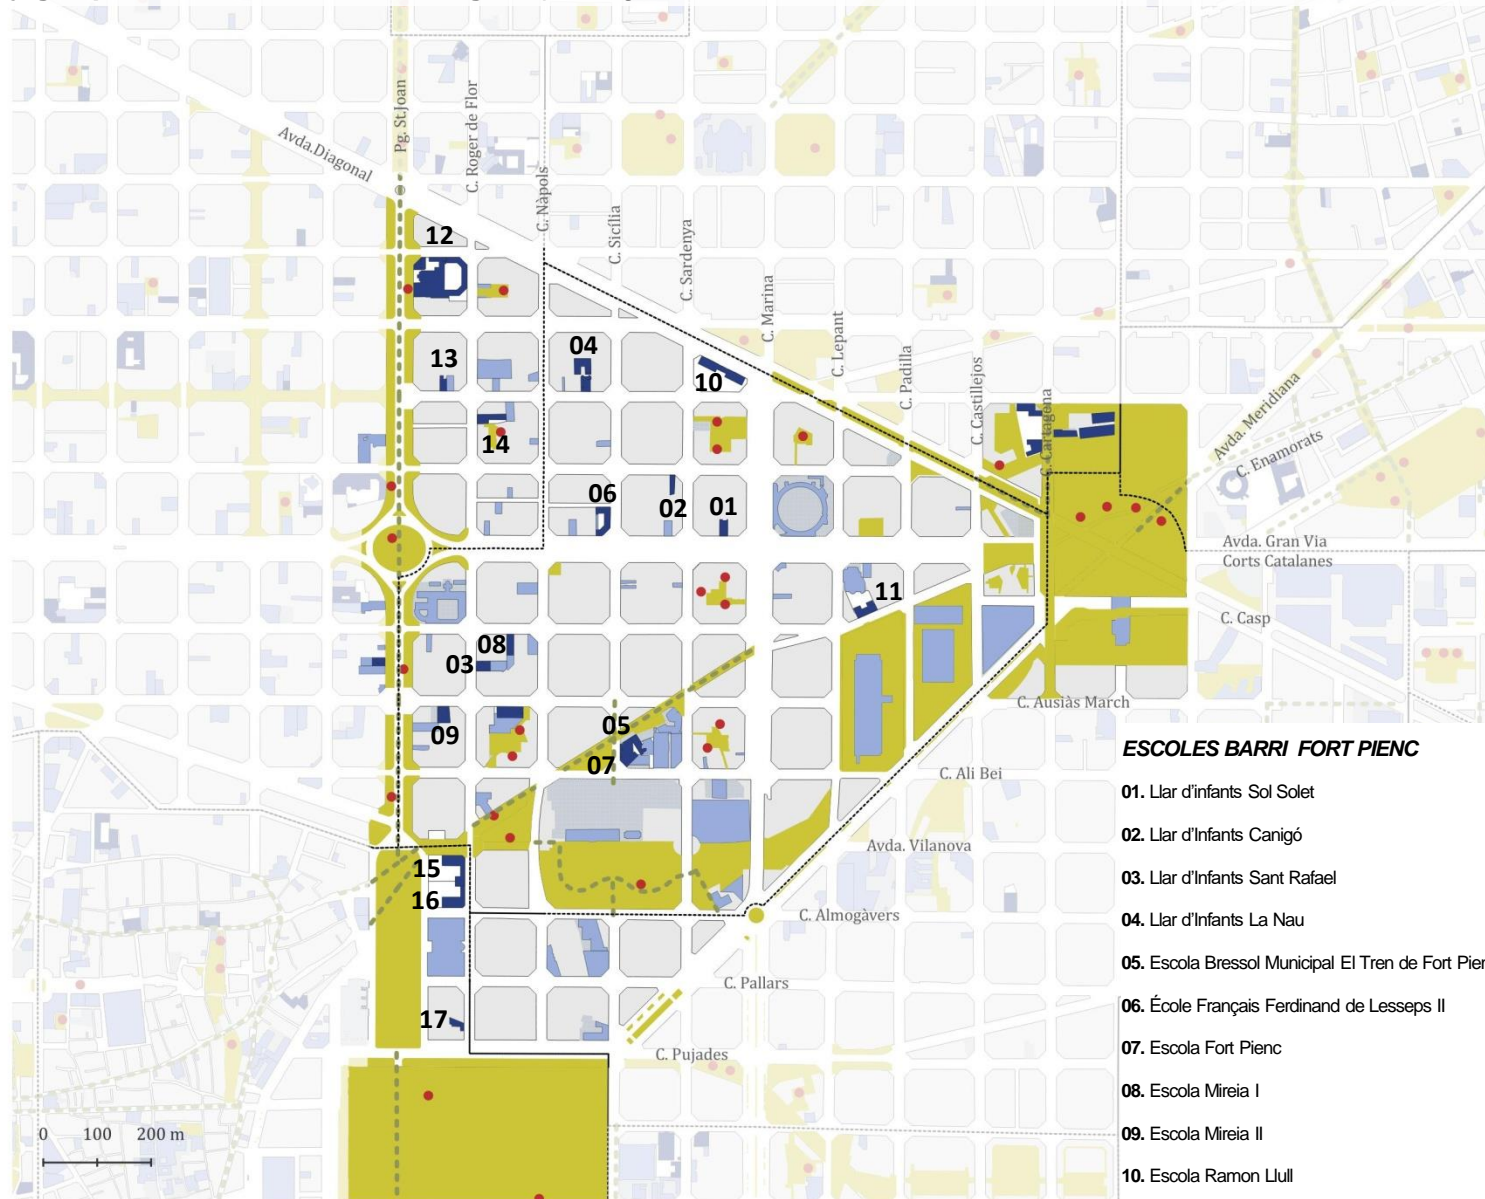 Avda.Diagonal
Pg. St.Joan
C. Roger de Flor
C. Nàpols
C. Sicília
C. Sardenya
C. Marina
C. Lepant
C. Padilla
C. Castillejos
C. Cartagena
Avda. Meridiana
C. Enamorats
12
13
04
10
14
06
02
01
Avda. Gran Via
Corts Catalanes
11
C. Casp
08
03
C. Ausiàs March
05
09
07
C. Ali Bei
Avda. Vilanova
15
16
C. Almogàvers
C. Pallars
17
C. Pujades
0 100 200 m
ESCOLES BARRI FORT PIENC
01. Llar d'infants Sol Solet
02. Llar d'Infants Canigó
03. Llar d'Infants Sant Rafael
04. Llar d'Infants La Nau
05. Escola Bressol Municipal El Tren de Fort Pien
06. École Français Ferdinand de Lesseps II
07. Escola Fort Pienc
08. Escola Mireia I
09. Escola Mireia II
10. Escola Ramon Llull